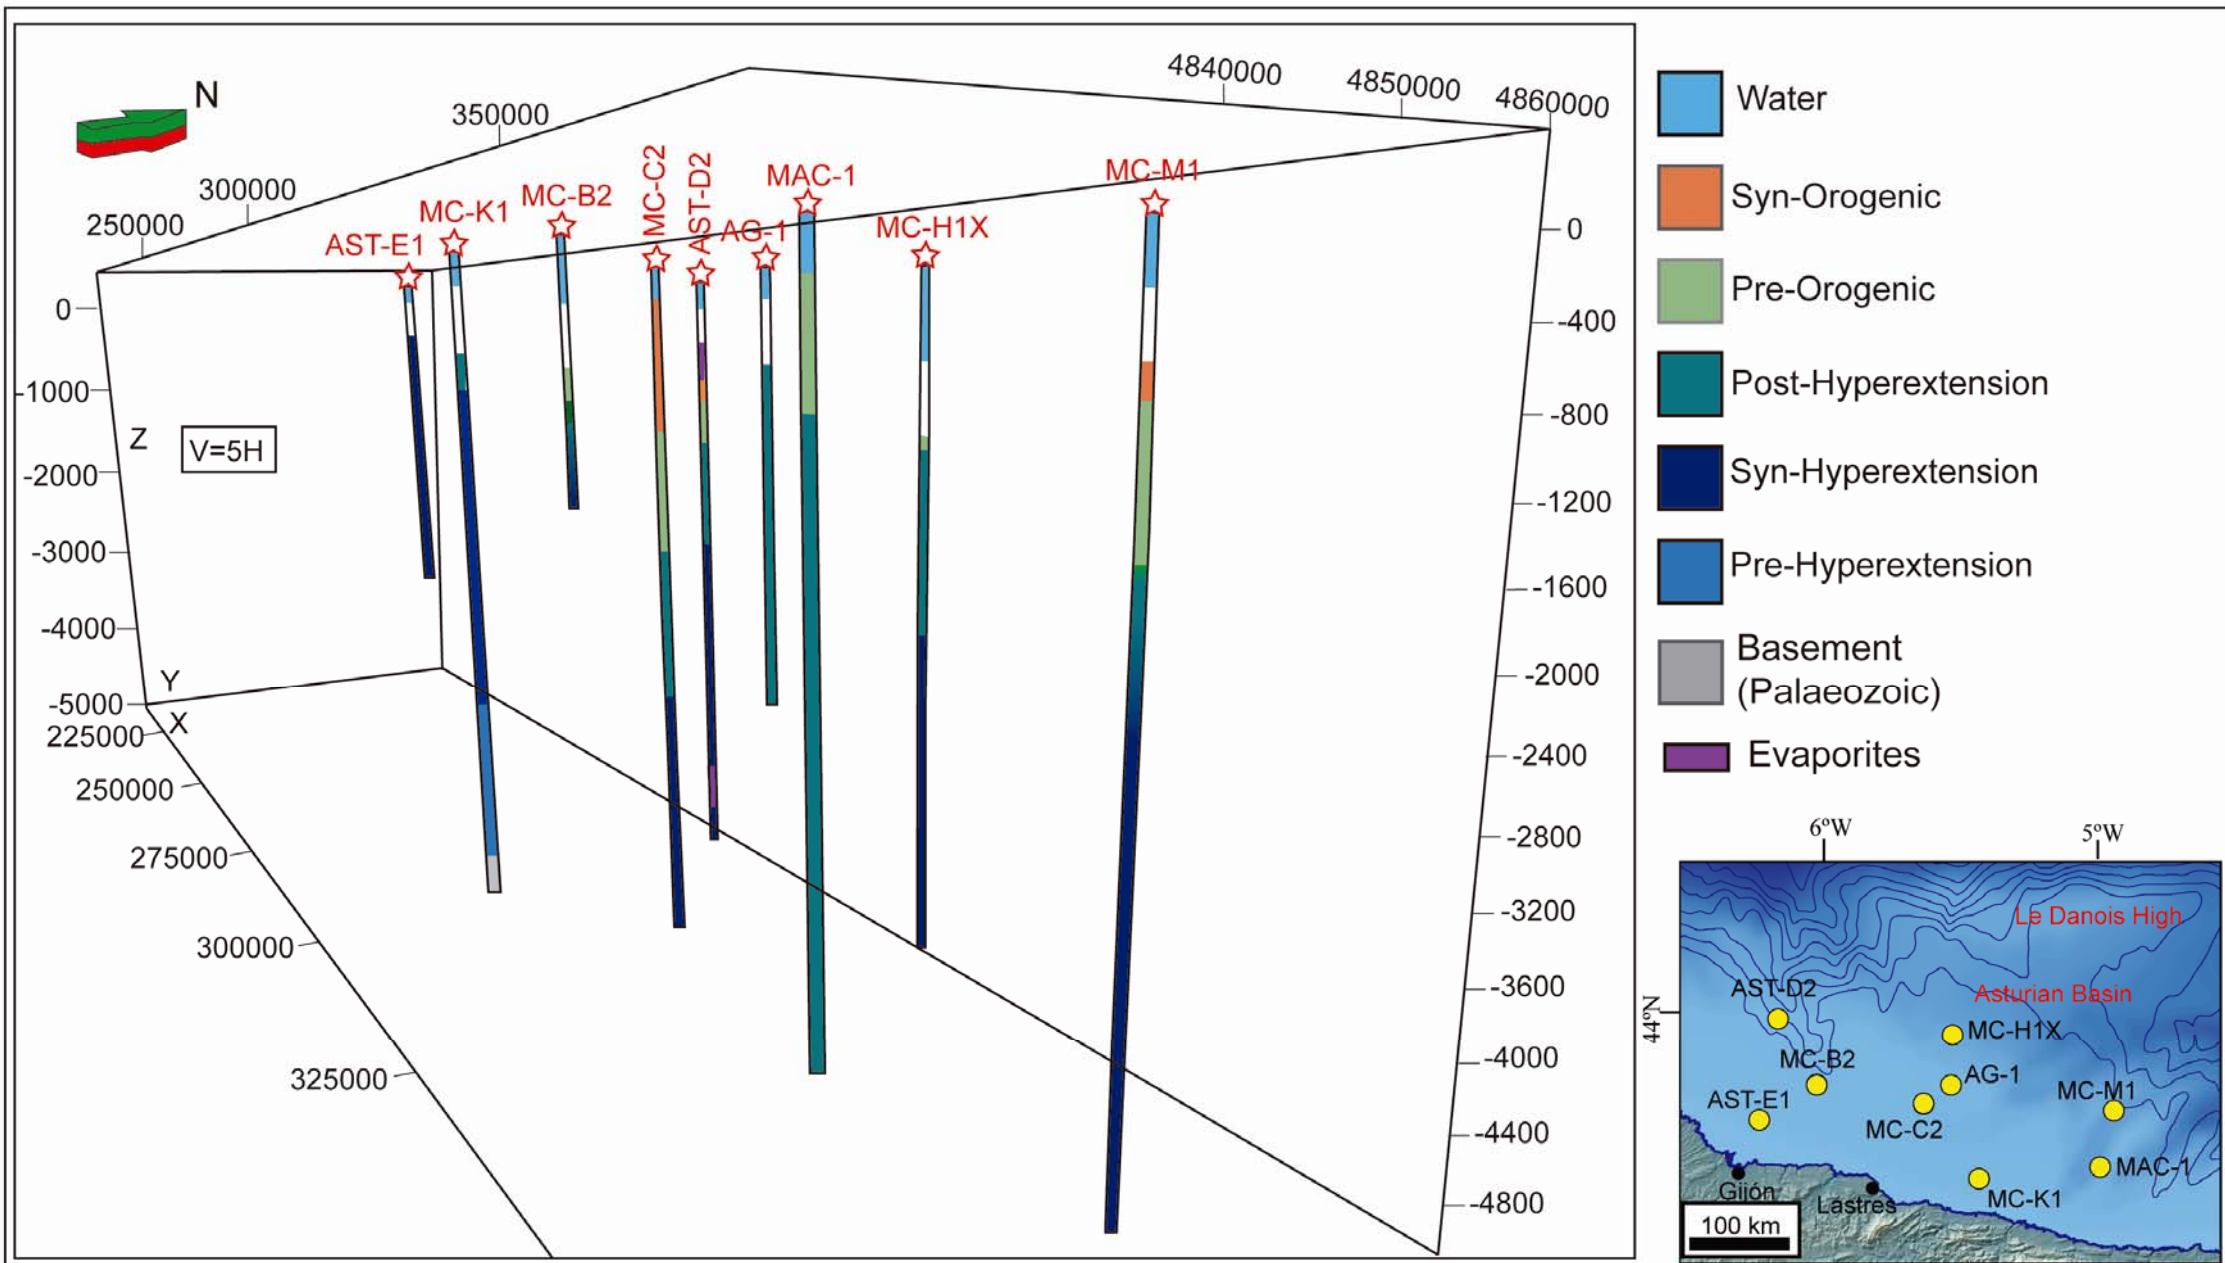 N
4840000
4850000
4860000
350000
300000
250000
AST-E1
MC-K1
MC-B2
MC-C2
AST-D2
AG-1
MAC-1
MC-H1X
MC-M1
0
-1000
-2000
-3000
-4000
-5000
Z
V=5H
Y
X
225000
250000
275000
300000
325000
0
-400
-800
-1200
-1600
-2000
-2400
-2800
-3200
-3600
-4000
-4400
-4800
Water
Syn-Orogenic
Pre-Orogenic
Post-Hyperextension
Syn-Hyperextension
Pre-Hyperextension
Basement
(Palaeozoic)
Evaporites
6ºW
5ºW
44ºN
Le Danois High
Asturian Basin
AST-D2
MC-H1X
MC-B2
AG-1
AST-E1
MC-M1
MC-C2
MAC-1
Gijón
Lastres
MC-K1
100 km